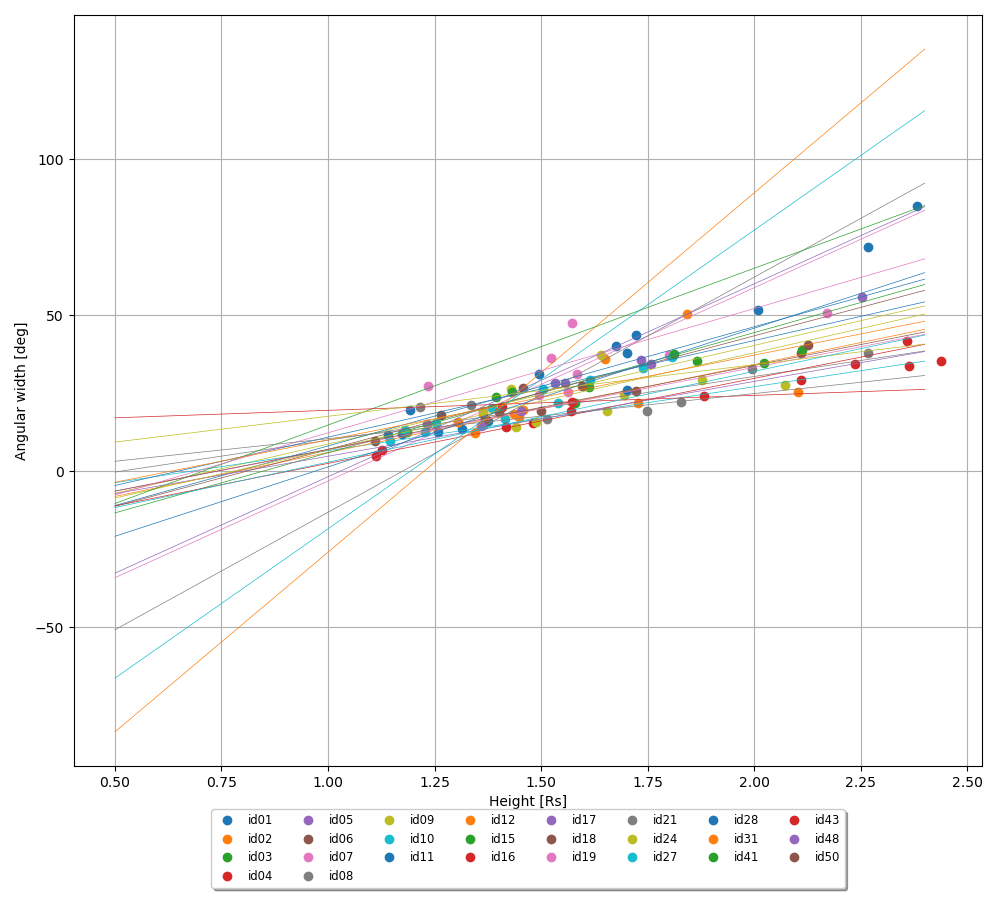 100
50
0
−50
Angular width [deg]
0.50 0.75 1.00 1.25 1.50 1.75 2.00 2.25 2.50
Height [Rs]
id01 id05 id09 id12 id17 id21 id28 id43
id02 id06 id10 id15 id18 id24 id31 id48
id03 id07 id11 id16 id19 id27 id41 id50
id04 id08